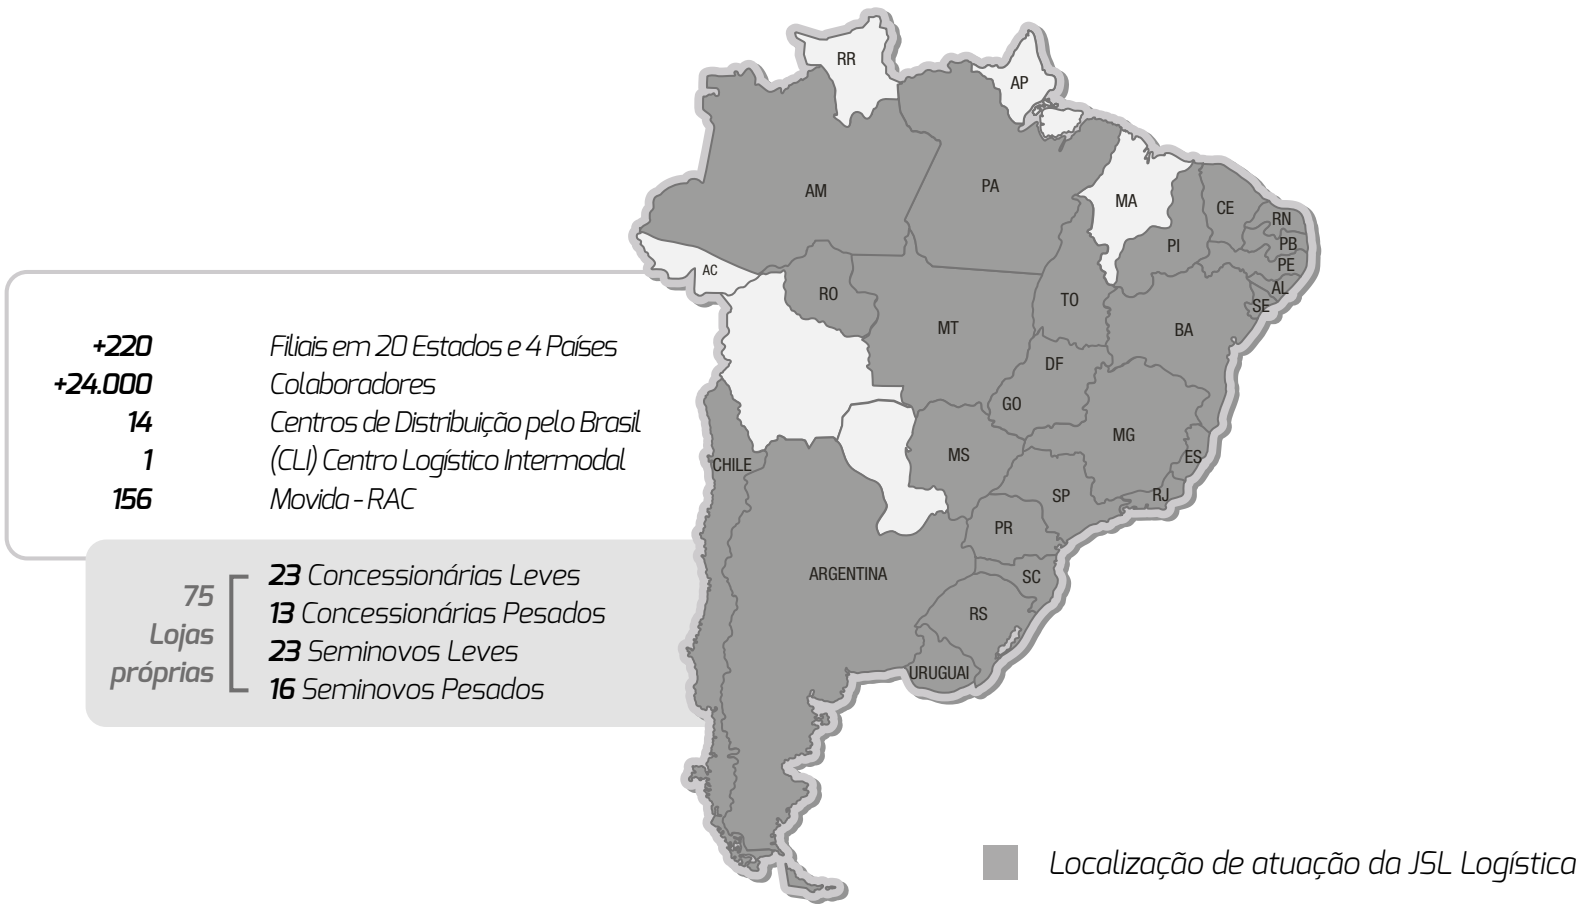 +220 Filiais em 20 Estados e 4 Países
+24.000 Colaboradores
14 Centros de Distribuição pelo Brasil
1 (CLI) Centro Logístico Intermodal
156 Movida - RAC
75
Lojas
próprias
23 Concessionárias Leves
13 Concessionárias Pesados
23 Seminovos Leves
16 Seminovos Pesados
RR
AP
AM
PA
MA
CE
RN
PI
PB
PE
AC
AL
RO
TO
SE
MT
BA
DF
GO
MG
MS
ES
CHILE
SP
RJ
PR
ARGENTINA
SC
RS
URUGUAI
Localização de atuação da JSL Logística